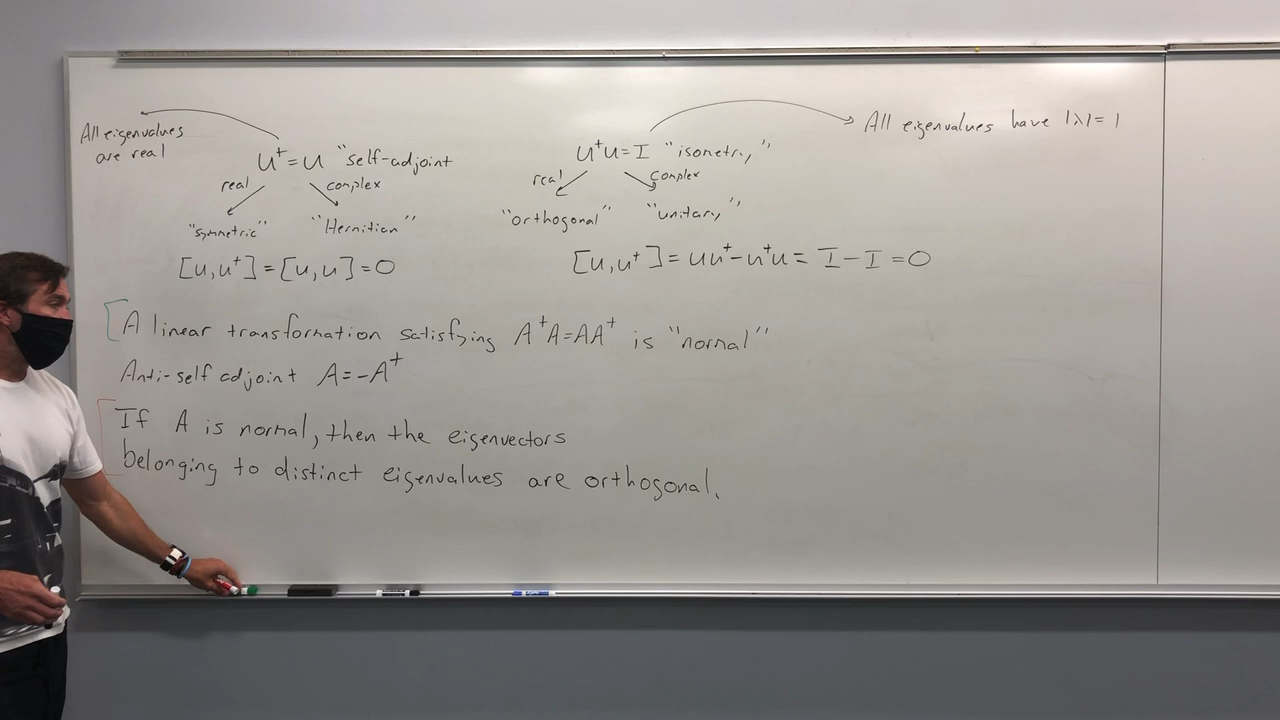 All eigenvalues
are real
u†=u "self-adjoint
real
complex
"symmetric"
"Hermitian"
[u,u†]=[u,u]=0
u†u=I "isometry"
All eigenvalues have |λ|=1
real
complex
"orthogonal"
"unitary"
[u,u†]=uu†-u†u=I-I=0
A linear transformation satisfying A†A=AA† is "normal"
Anti-self adjoint A=-A†
If A is normal, then the eigenvectors
belonging to distinct eigenvalues are orthogonal.